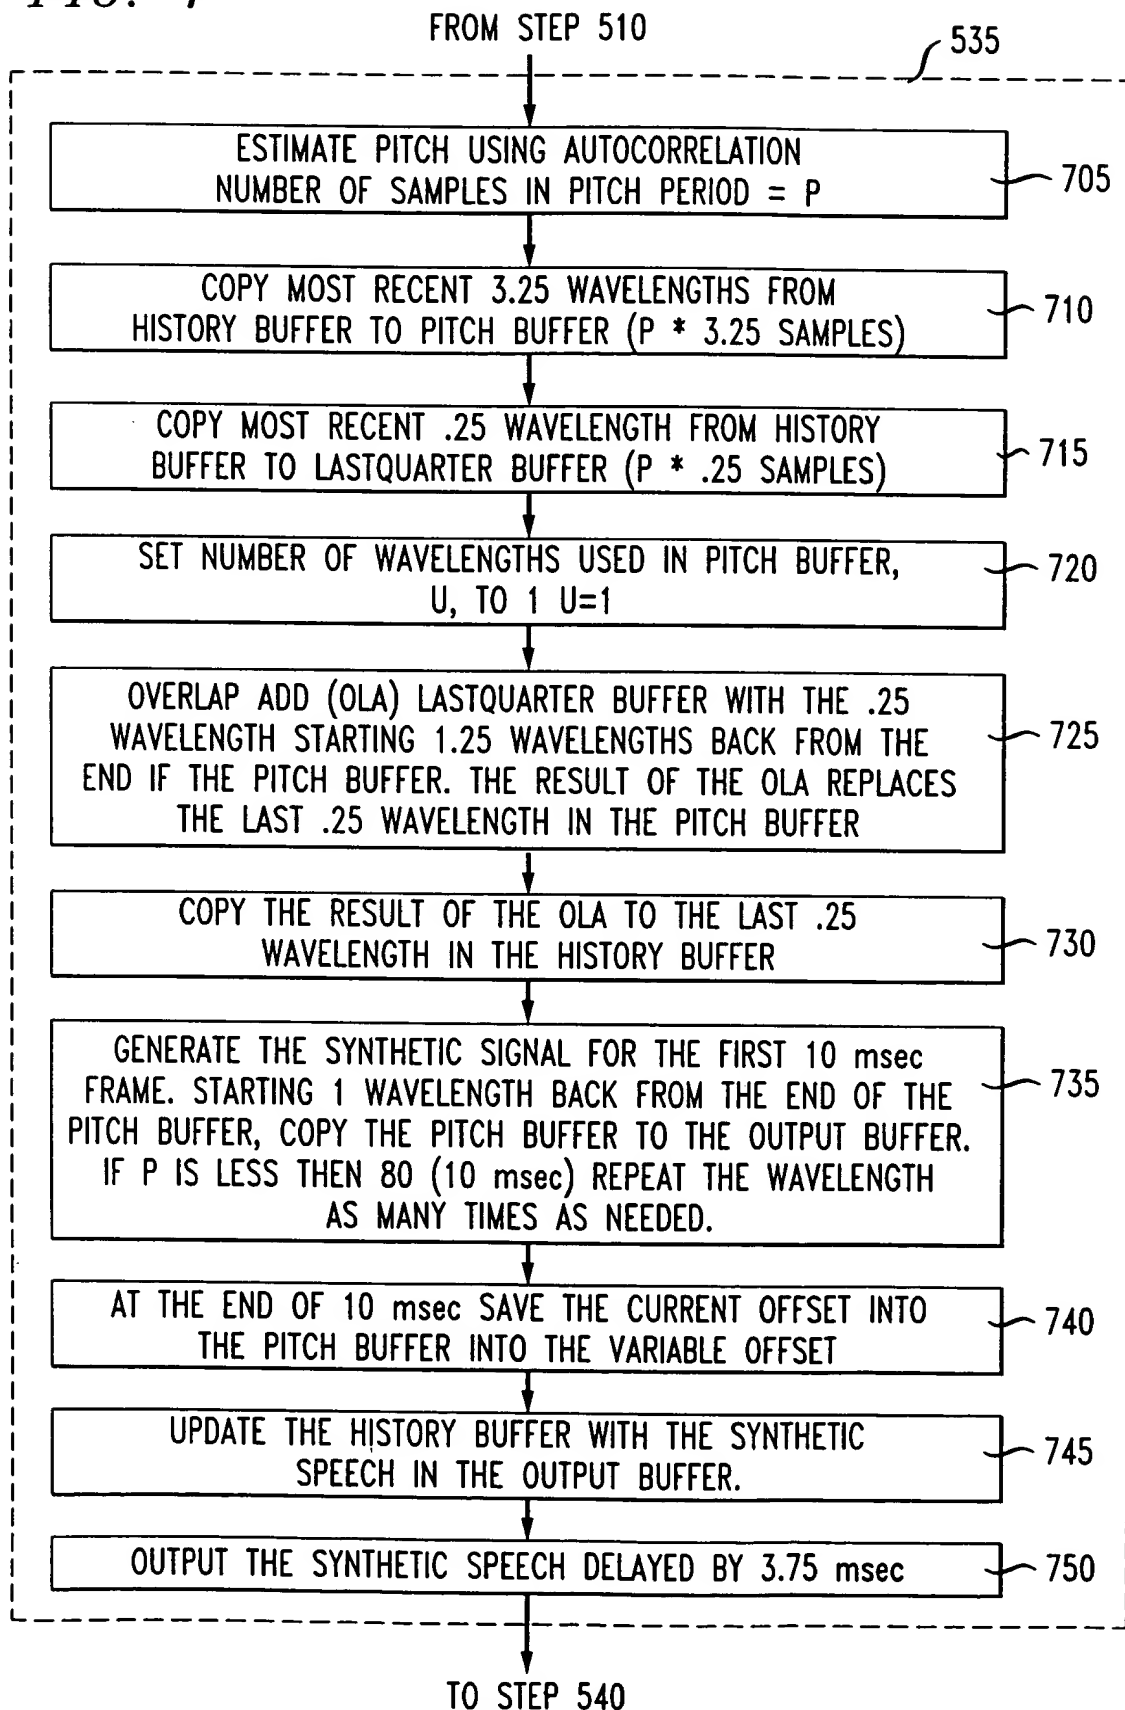 FIG. 7
FROM STEP 510
535
ESTIMATE PITCH USING AUTOCORRELATION
NUMBER OF SAMPLES IN PITCH PERIOD = P
705
COPY MOST RECENT 3.25 WAVELENGTHS FROM
HISTORY BUFFER TO PITCH BUFFER (P * 3.25 SAMPLES)
710
COPY MOST RECENT .25 WAVELENGTH FROM HISTORY
BUFFER TO LASTQUARTER BUFFER (P * .25 SAMPLES)
715
SET NUMBER OF WAVELENGTHS USED IN PITCH BUFFER,
U, TO 1 U=1
720
OVERLAP ADD (OLA) LASTQUARTER BUFFER WITH THE .25
WAVELENGTH STARTING 1.25 WAVELENGTHS BACK FROM THE
END IF THE PITCH BUFFER. THE RESULT OF THE OLA REPLACES
THE LAST .25 WAVELENGTH IN THE PITCH BUFFER
725
COPY THE RESULT OF THE OLA TO THE LAST .25
WAVELENGTH IN THE HISTORY BUFFER
730
GENERATE THE SYNTHETIC SIGNAL FOR THE FIRST 10 msec
FRAME. STARTING 1 WAVELENGTH BACK FROM THE END OF THE
PITCH BUFFER, COPY THE PITCH BUFFER TO THE OUTPUT BUFFER.
IF P IS LESS THEN 80 (10 msec) REPEAT THE WAVELENGTH
AS MANY TIMES AS NEEDED.
735
AT THE END OF 10 msec SAVE THE CURRENT OFFSET INTO
THE PITCH BUFFER INTO THE VARIABLE OFFSET
740
UPDATE THE HISTORY BUFFER WITH THE SYNTHETIC
SPEECH IN THE OUTPUT BUFFER.
745
OUTPUT THE SYNTHETIC SPEECH DELAYED BY 3.75 msec
750
TO STEP 540